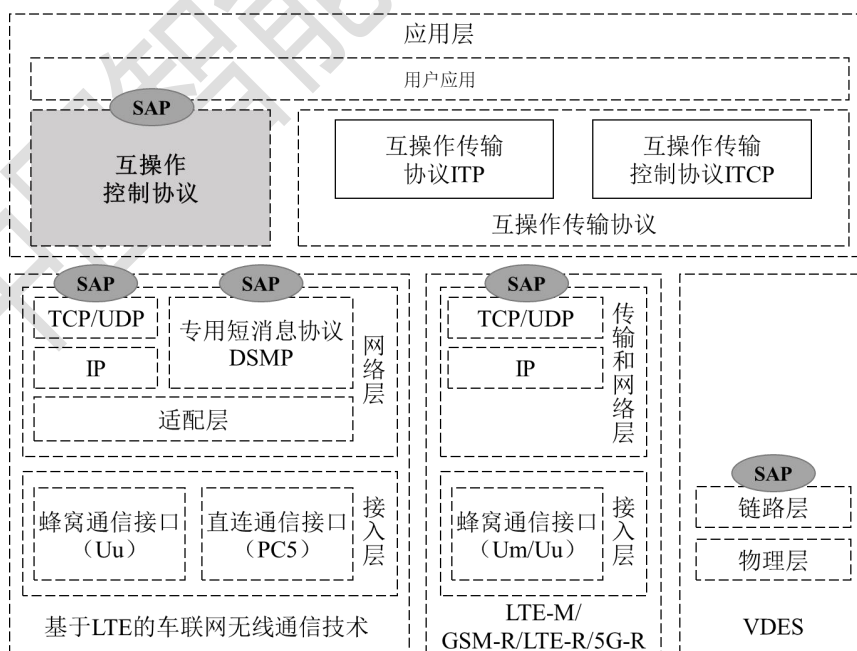 应用层
用户应用
SAP
互操作
控制协议
互操作传输
协议ITP
互操作传输
控制协议ITCP
互操作传输协议
SAP
SAP
TCP/UDP
IP
专用短消息协议
DSMP
适配层
网络层
蜂窝通信接口
（Uu）
直连通信接口
（PC5）
接入层
基于LTE的车联网无线通信技术
SAP
TCP/UDP
IP
传输和网络层
蜂窝通信接口
（Um/Uu）
接入层
LTE-M/
GSM-R/LTE-R/5G-R
SAP
链路层
物理层
VDES